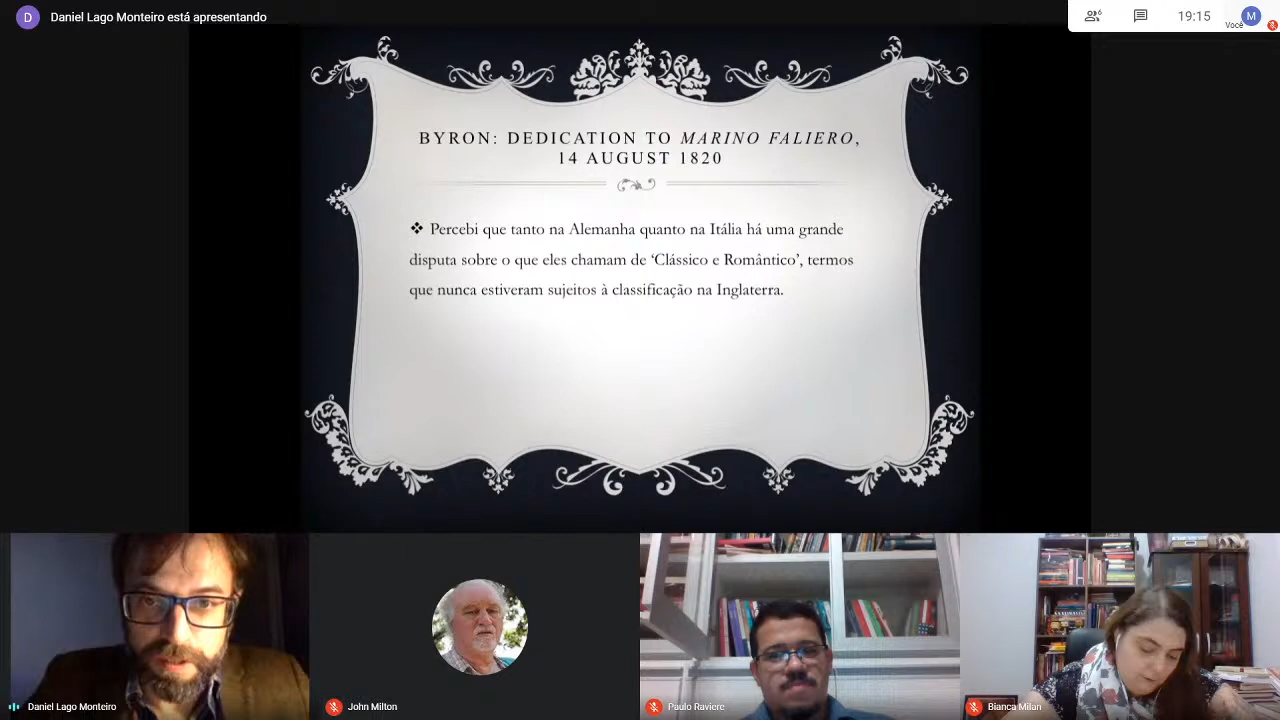 D Daniel Lago Monteiro está apresentando
6
19:15
M
Você
BYRON: DEDICATION TO MARINO FALIERO,
14 AUGUST 1820
❖ Percebi que tanto na Alemanha quanto na Itália há uma grande
disputa sobre o que eles chamam de ‘Clássico e Romântico’, termos
que nunca estiveram sujeitos à classificação na Inglaterra.
Daniel Lago Monteiro
John Milton
Paulo Raviere
Bianca Milan